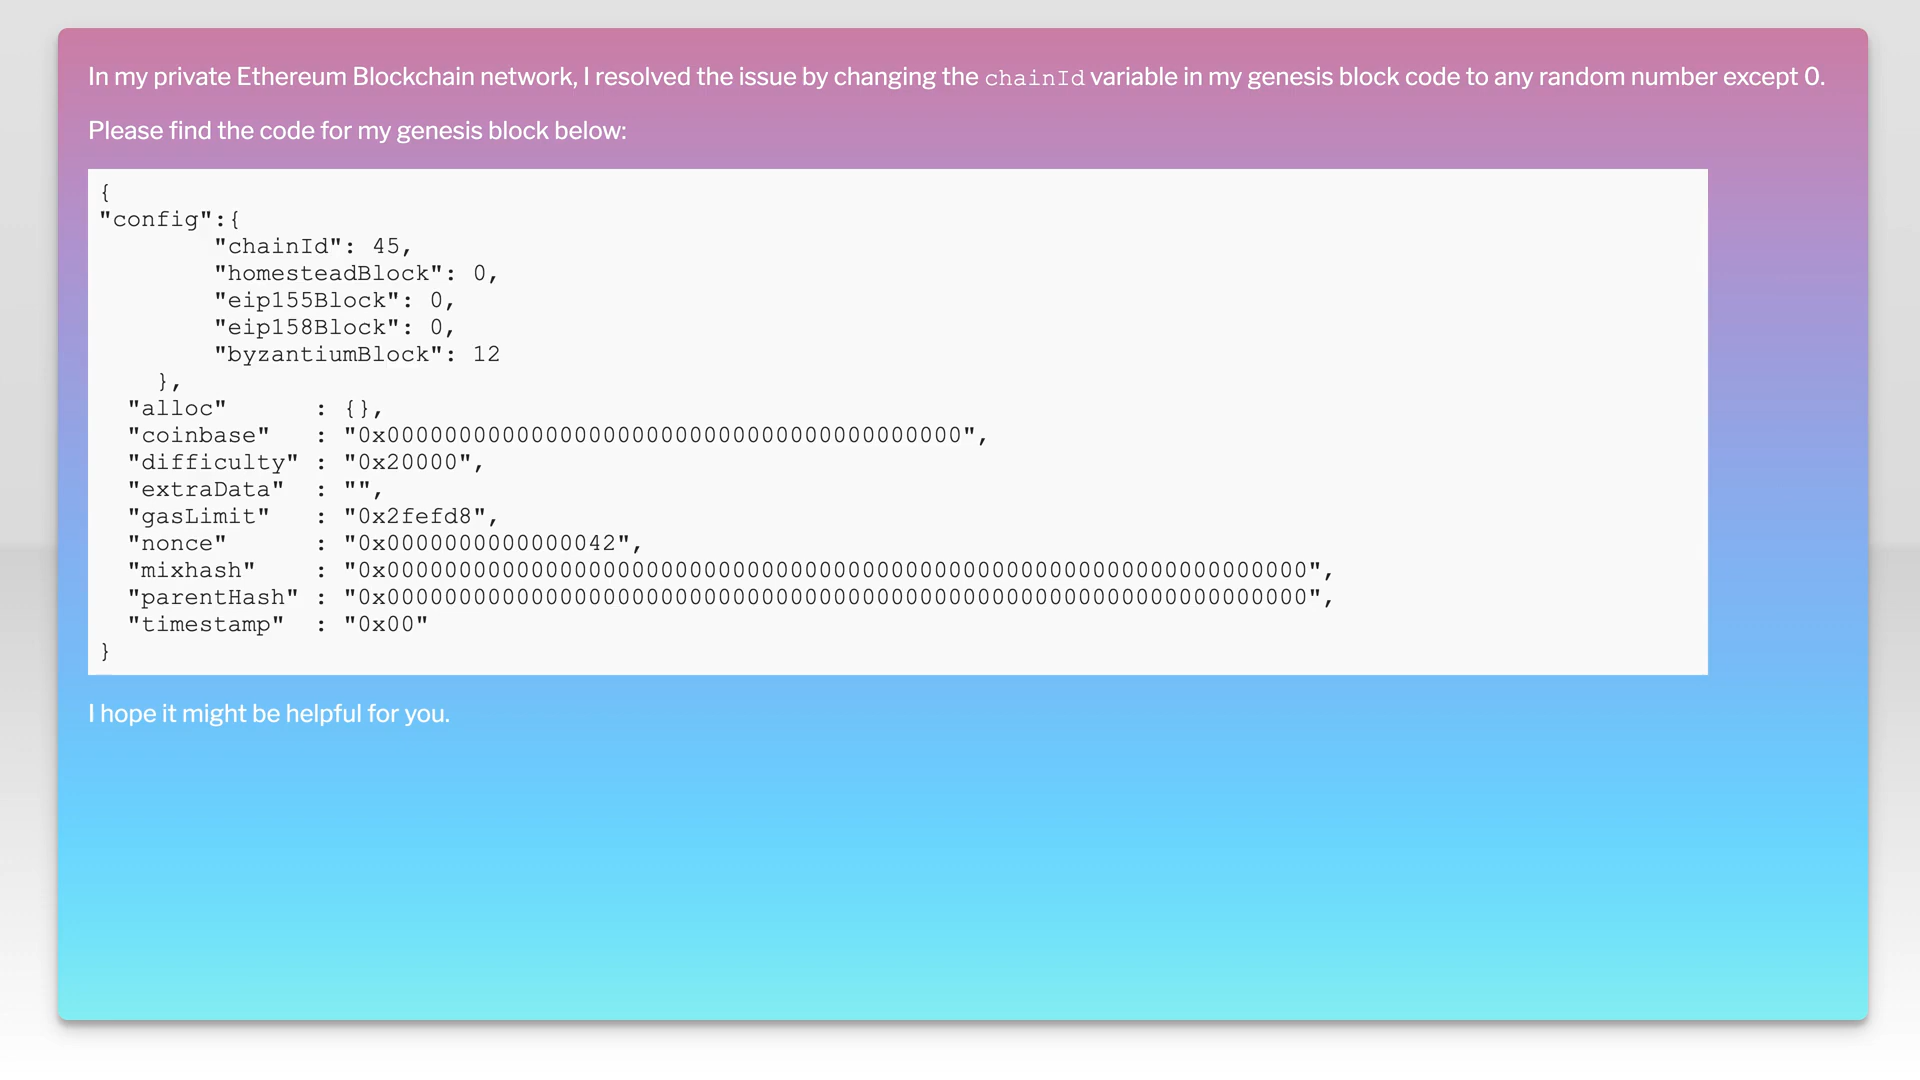 In my private Ethereum Blockchain network, I resolved the issue by changing the chainId variable in my genesis block code to any random number except 0.
Please find the code for my genesis block below:
{
"config":{
        "chainId": 45,
        "homesteadBlock": 0,
        "eip155Block": 0,
        "eip158Block": 0,
        "byzantiumBlock": 12
    },
  "alloc"      : {},
  "coinbase"   : "0x0000000000000000000000000000000000000000",
  "difficulty" : "0x20000",
  "extraData"  : "",
  "gasLimit"   : "0x2fefd8",
  "nonce"      : "0x0000000000000042",
  "mixhash"    : "0x0000000000000000000000000000000000000000000000000000000000000000",
  "parentHash" : "0x0000000000000000000000000000000000000000000000000000000000000000",
  "timestamp"  : "0x00"
}
I hope it might be helpful for you.